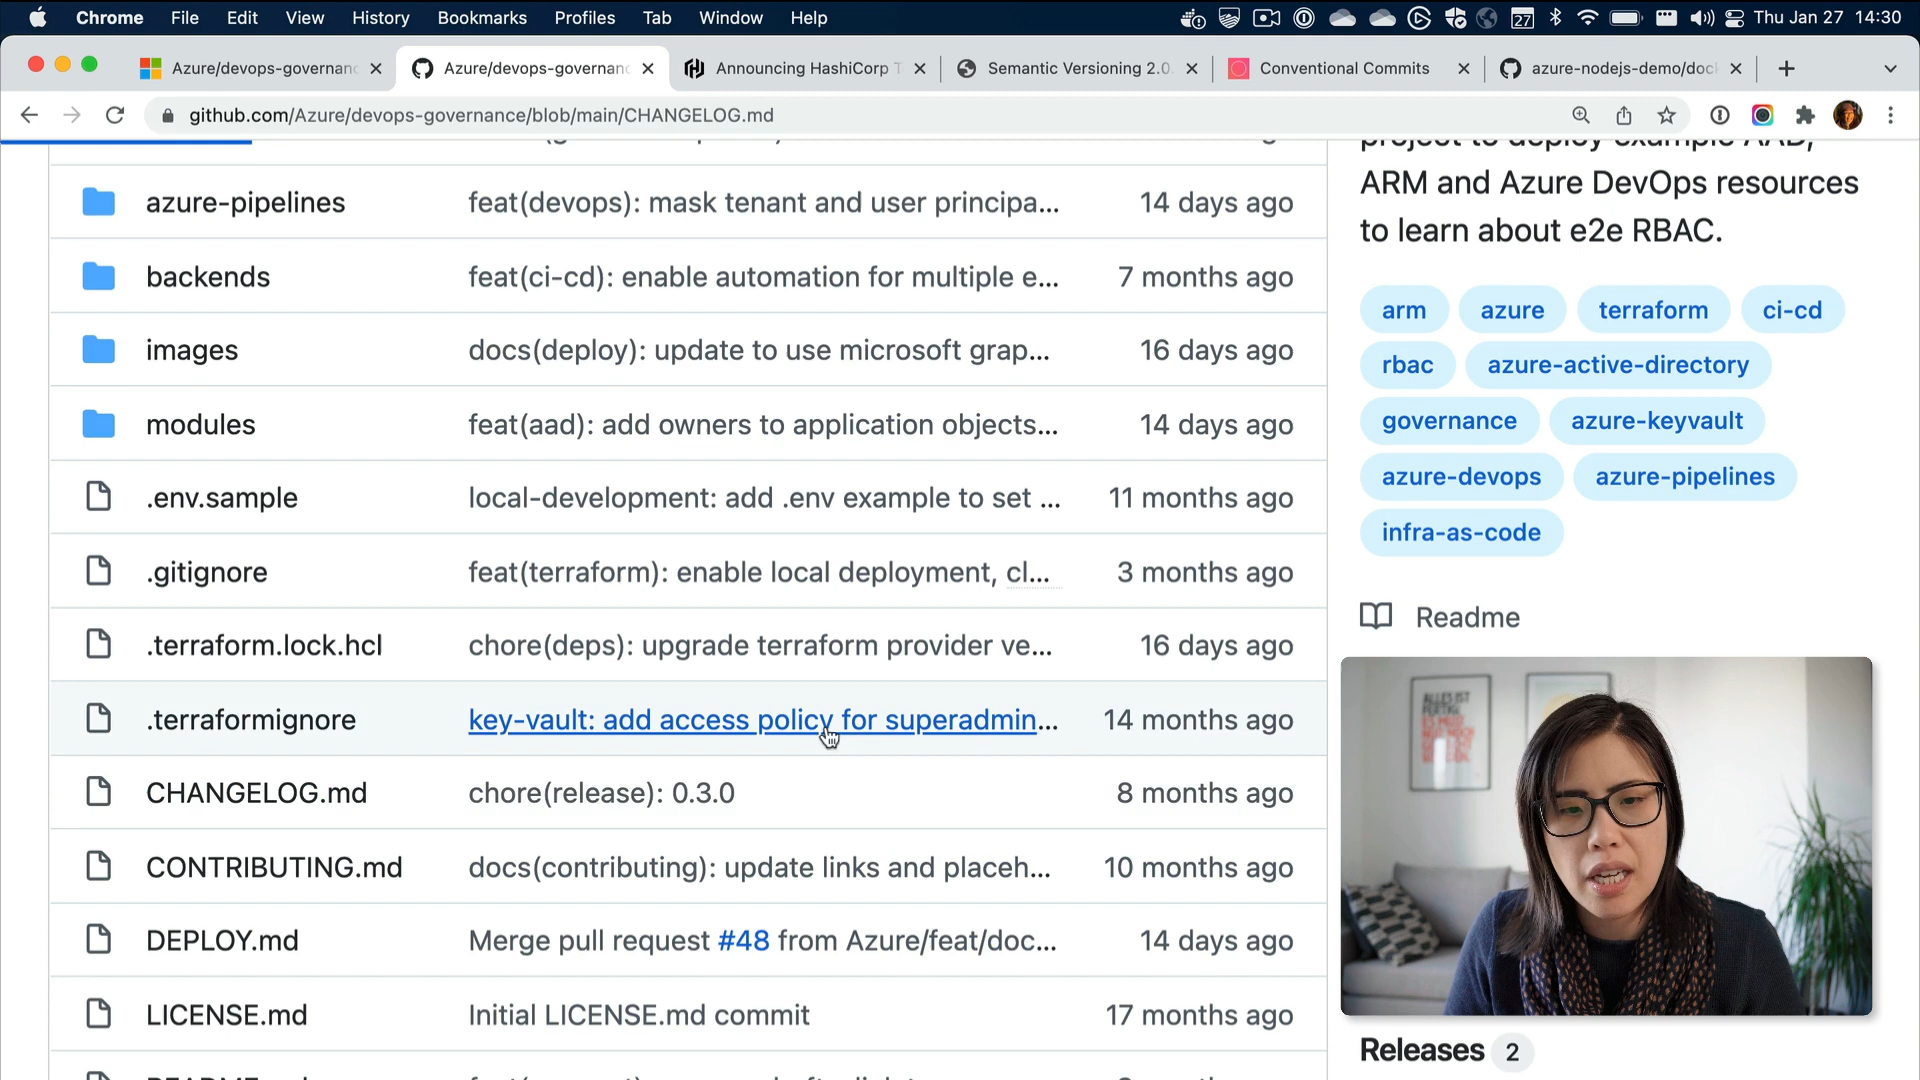 Chrome File Edit View History Bookmarks Profiles Tab Window Help 27 Thu Jan 27 14:30
Azure/devops-governanc Azure/devops-governanc Announcing HashiCorp T Semantic Versioning 2.0. Conventional Commits azure-nodejs-demo/doc
github.com/Azure/devops-governance/blob/main/CHANGELOG.md
project to deploy example AAD,
ARM and Azure DevOps resources
to learn about e2e RBAC.
azure-pipelines feat(devops): mask tenant and user principa... 14 days ago
backends feat(ci-cd): enable automation for multiple e... 7 months ago
images docs(deploy): update to use microsoft grap... 16 days ago
modules feat(aad): add owners to application objects... 14 days ago
.env.sample local-development: add .env example to set ... 11 months ago
.gitignore feat(terraform): enable local deployment, cl... 3 months ago
.terraform.lock.hcl chore(deps): upgrade terraform provider ve... 16 days ago
.terraformignore key-vault: add access policy for superadmin... 14 months ago
CHANGELOG.md chore(release): 0.3.0 8 months ago
CONTRIBUTING.md docs(contributing): update links and placeh... 10 months ago
DEPLOY.md Merge pull request #48 from Azure/feat/doc... 14 days ago
LICENSE.md Initial LICENSE.md commit 17 months ago
arm azure terraform ci-cd
rbac azure-active-directory
governance azure-keyvault
azure-devops azure-pipelines
infra-as-code
Readme
ALLES IST
Releases 2